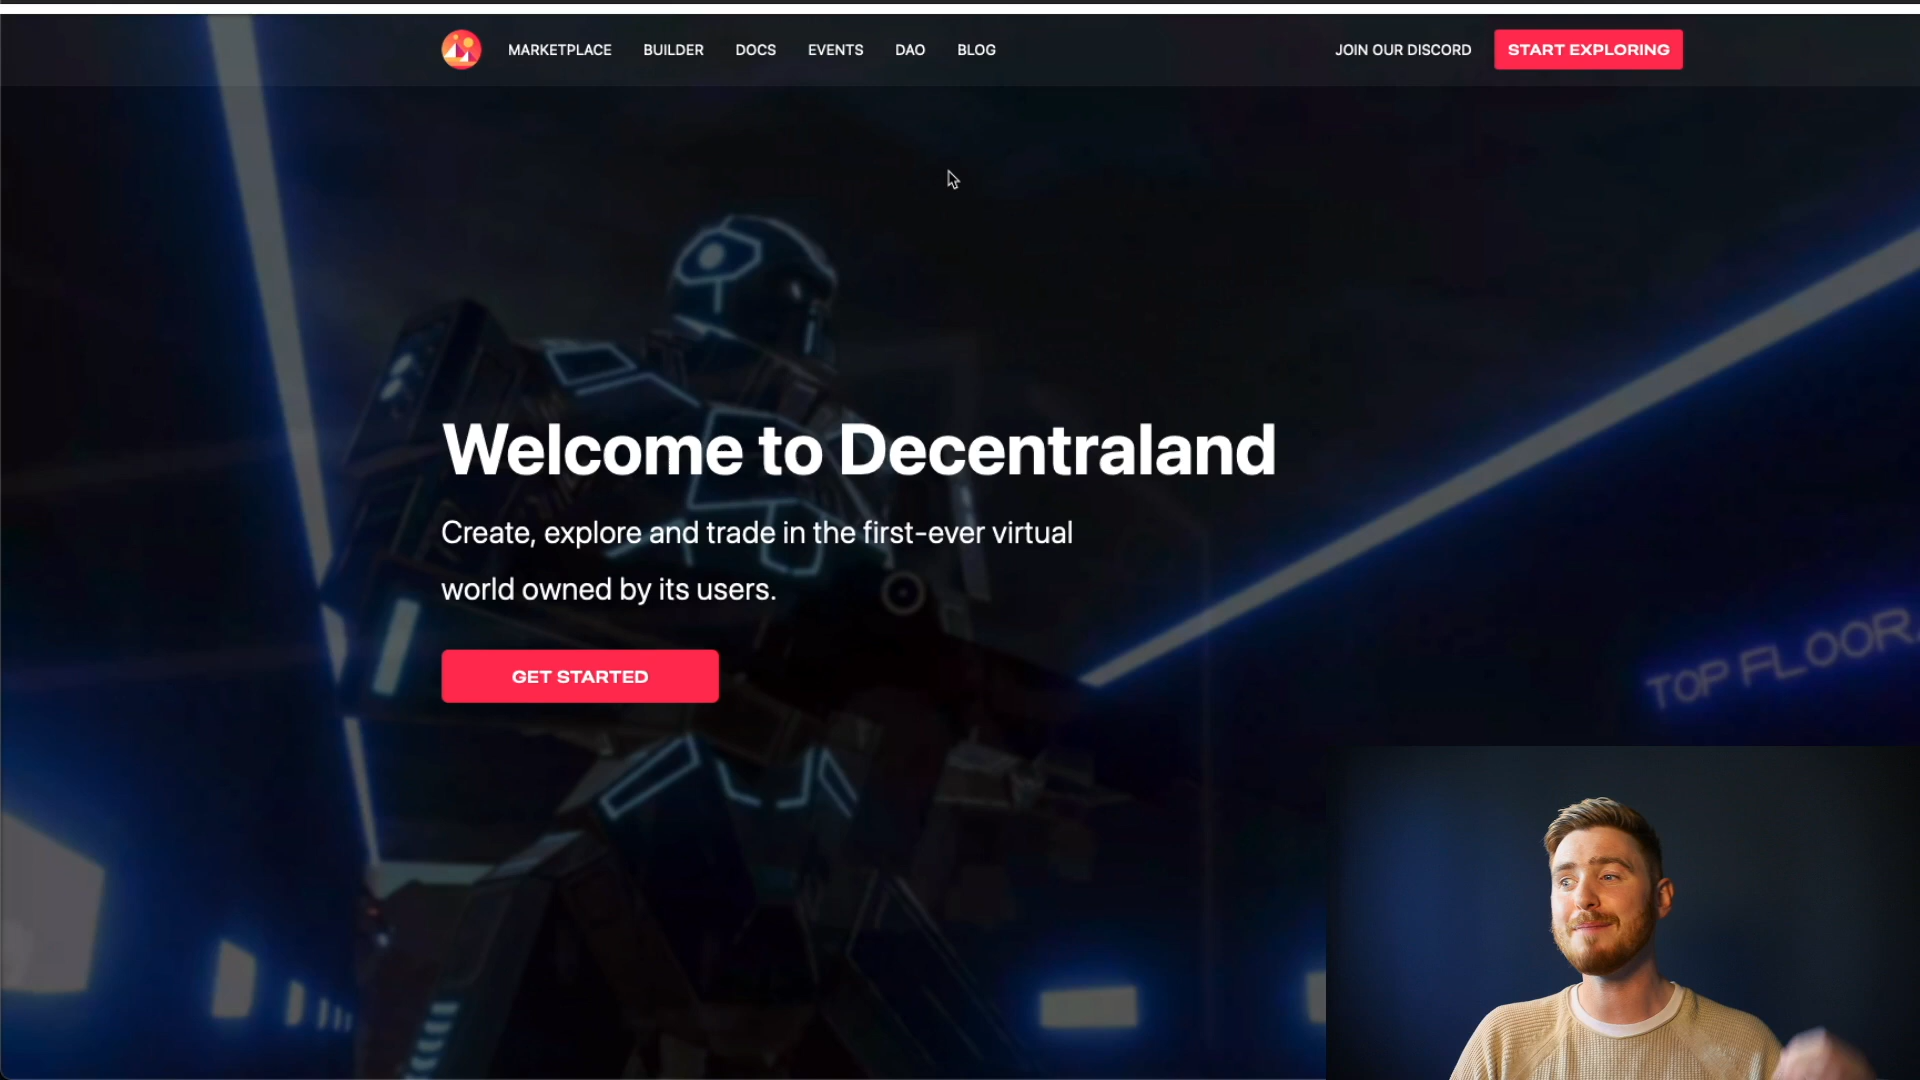 MARKETPLACE BUILDER DOCS EVENTS DAO BLOG JOIN OUR DISCORD START EXPLORING
Welcome to Decentraland
Create, explore and trade in the first-ever virtual
world owned by its users.
GET STARTED
TOP FLOOR